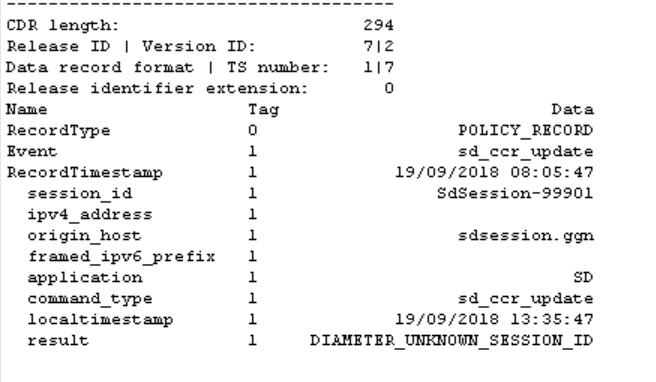 --------------------------------------
CDR length: 294
Release ID | Version ID: 7|2
Data record format | TS number: 1|7
Release identifier extension: 0
Name Tag Data
RecordType 0 POLICY_RECORD
Event 1 sd_ccr_update
RecordTimestamp 1 19/09/2018 08:05:47
session_id 1 SdSession-99901
ipv4_address 1
origin_host 1 sdsession.ggn
framed_ipv6_prefix 1
application 1 SD
command_type 1 sd_ccr_update
localtimestamp 1 19/09/2018 13:35:47
result 1 DIAMETER_UNKNOWN_SESSION_ID